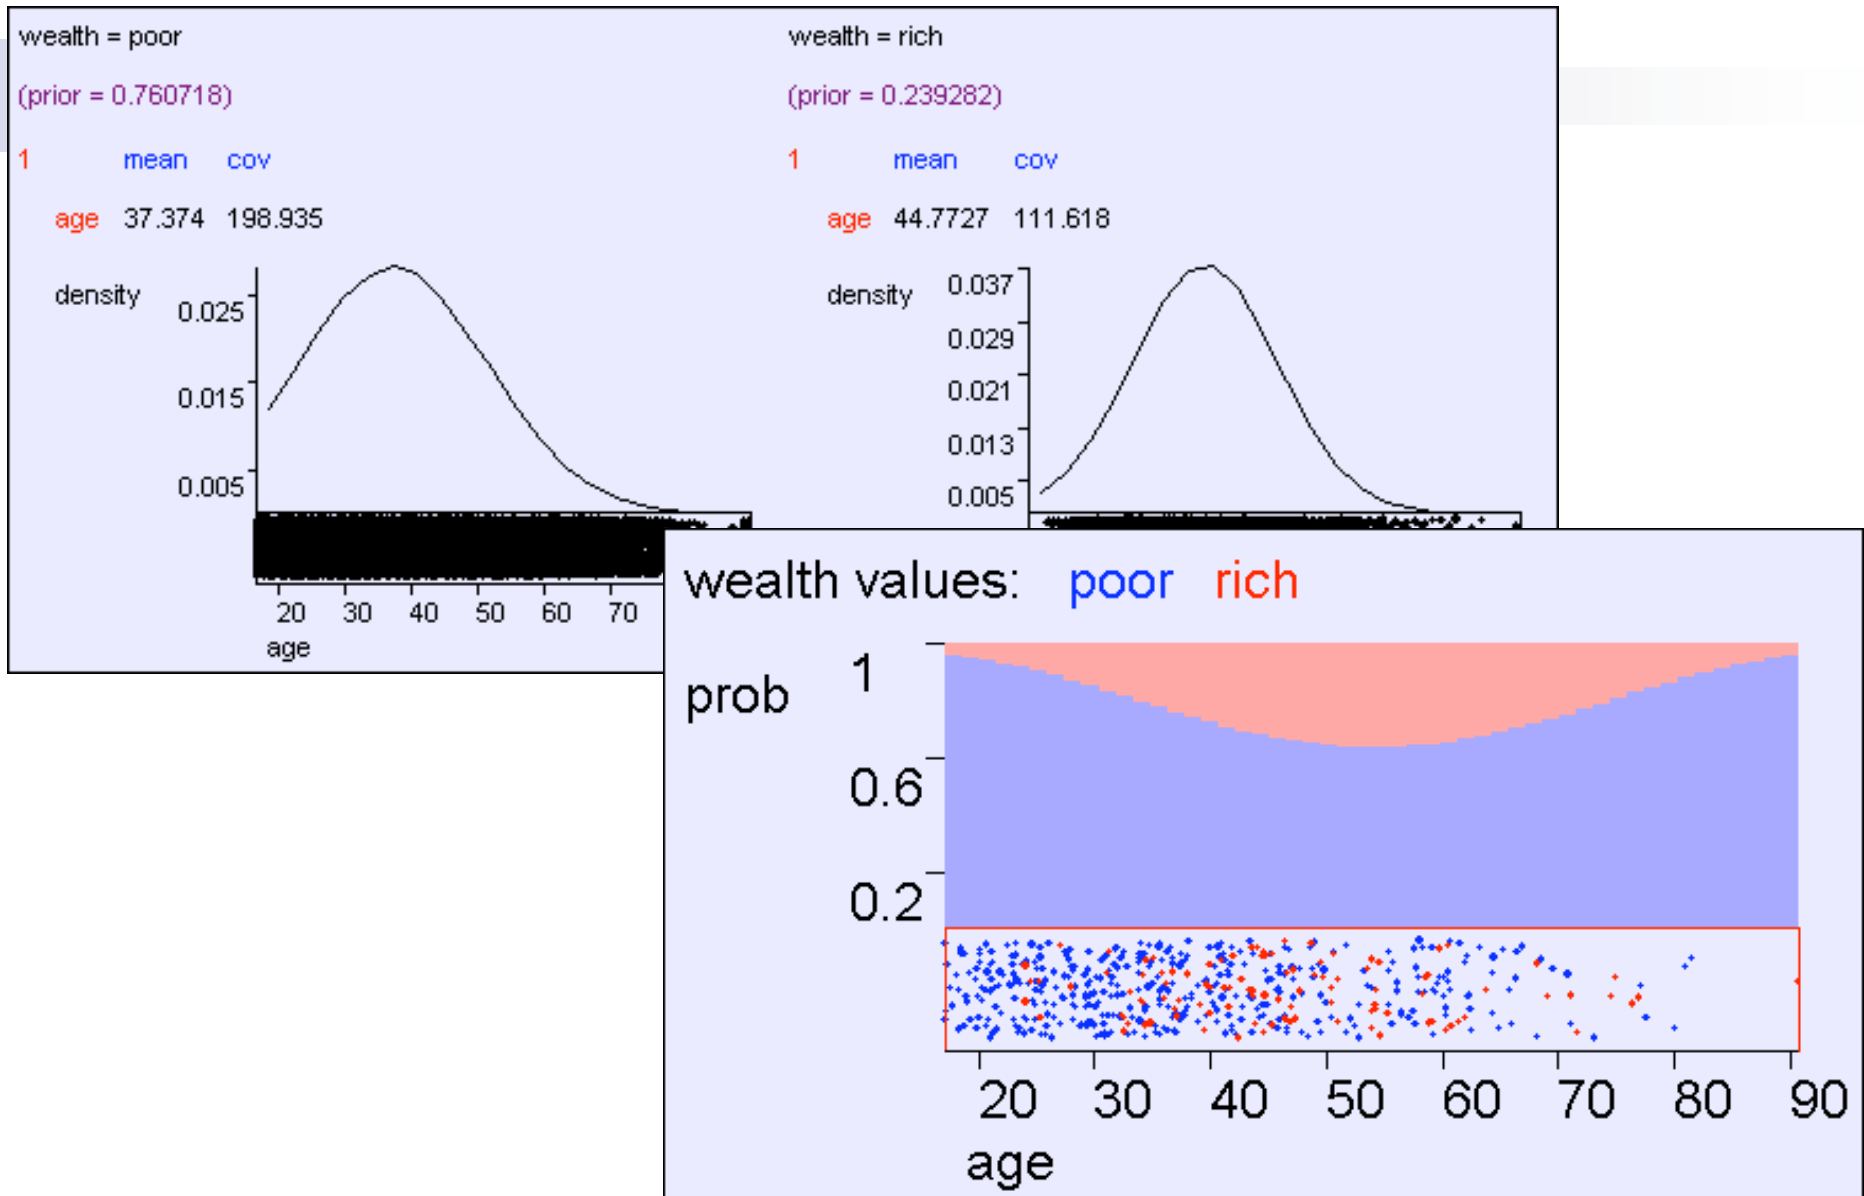 wealth = poor
(prior = 0.760718)
1 mean cov
age 37.374 198.935
density
0.025
0.015
0.005
20 30 40 50 60 70
age
wealth = rich
(prior = 0.239282)
1 mean cov
age 44.7727 111.618
density
0.037
0.029
0.021
0.013
0.005
wealth values: poor rich
prob
1
0.6
0.2
20 30 40 50 60 70 80 90
age